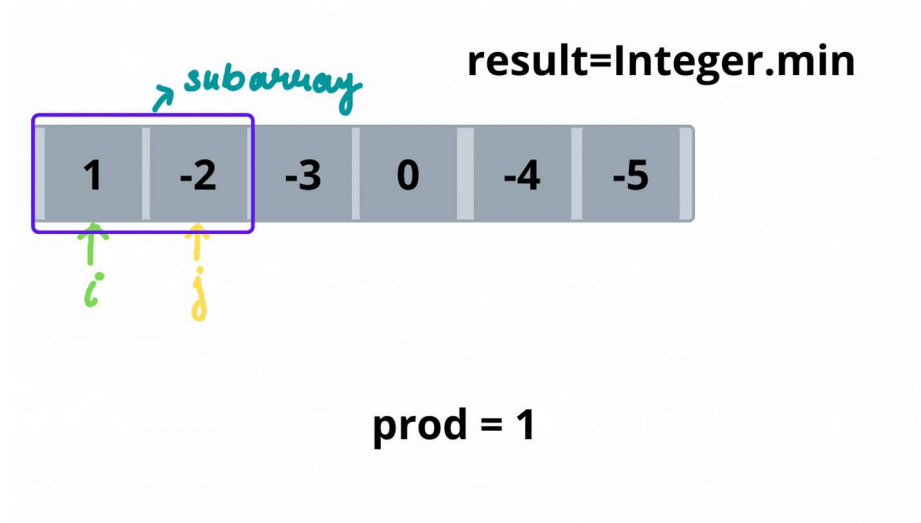 result=Integer.min
subarray
1 -2 -3 0 -4 -5
i j
prod = 1